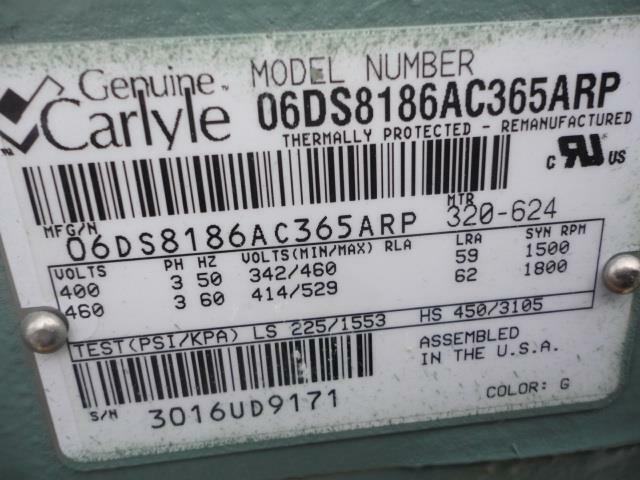 Genuine™
Carlyle
MODEL NUMBER
06DS8186AC365ARP
THERMALLY PROTECTED - REMANUFACTURED
C RU US
MFG/N
06DS8186AC365ARP
MTR
320-624
VOLTS PH HZ VOLTS(MIN/MAX) RLA LRA SYN RPM
400 3 50 342/460 59 1500
460 3 60 414/529 62 1800
TEST(PSI/KPA) LS 225/1553 HS 450/3105
ASSEMBLED
IN THE U.S.A.
S/N
3016UD9171
COLOR: G